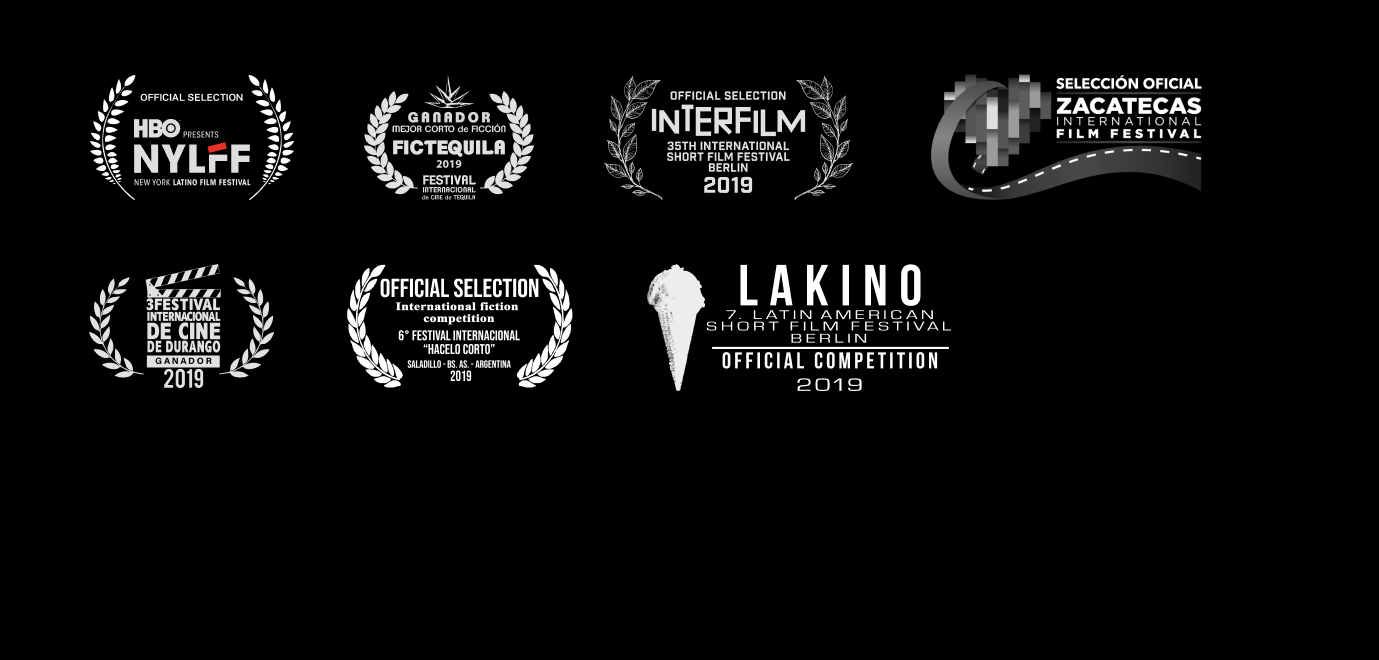 OFFICIAL SELECTION
HBO PRESENTS
NYLFF
NEW YORK LATINO FILM FESTIVAL
GANADOR
MEJOR CORTO de FICCIÓN
FICTEQUILA
2019
FESTIVAL
INTERNACIONAL
de CINE de TEQUILA
OFFICIAL SELECTION
INTERFILM
35TH INTERNATIONAL
SHORT FILM FESTIVAL
BERLIN
2019
SELECCIÓN OFICIAL
ZACATECAS
INTERNATIONAL
FILM FESTIVAL
3FESTIVAL
INTERNACIONAL
DE CINE
DE DURANGO
GANADOR
2019
OFFICIAL SELECTION
International fiction
competition
6° FESTIVAL INTERNACIONAL
“HACELO CORTO”
SALADILLO - BS. AS. - ARGENTINA
2019
LAKINO
7. LATIN AMERICAN
SHORT FILM FESTIVAL
BERLIN
OFFICIAL COMPETITION
2019